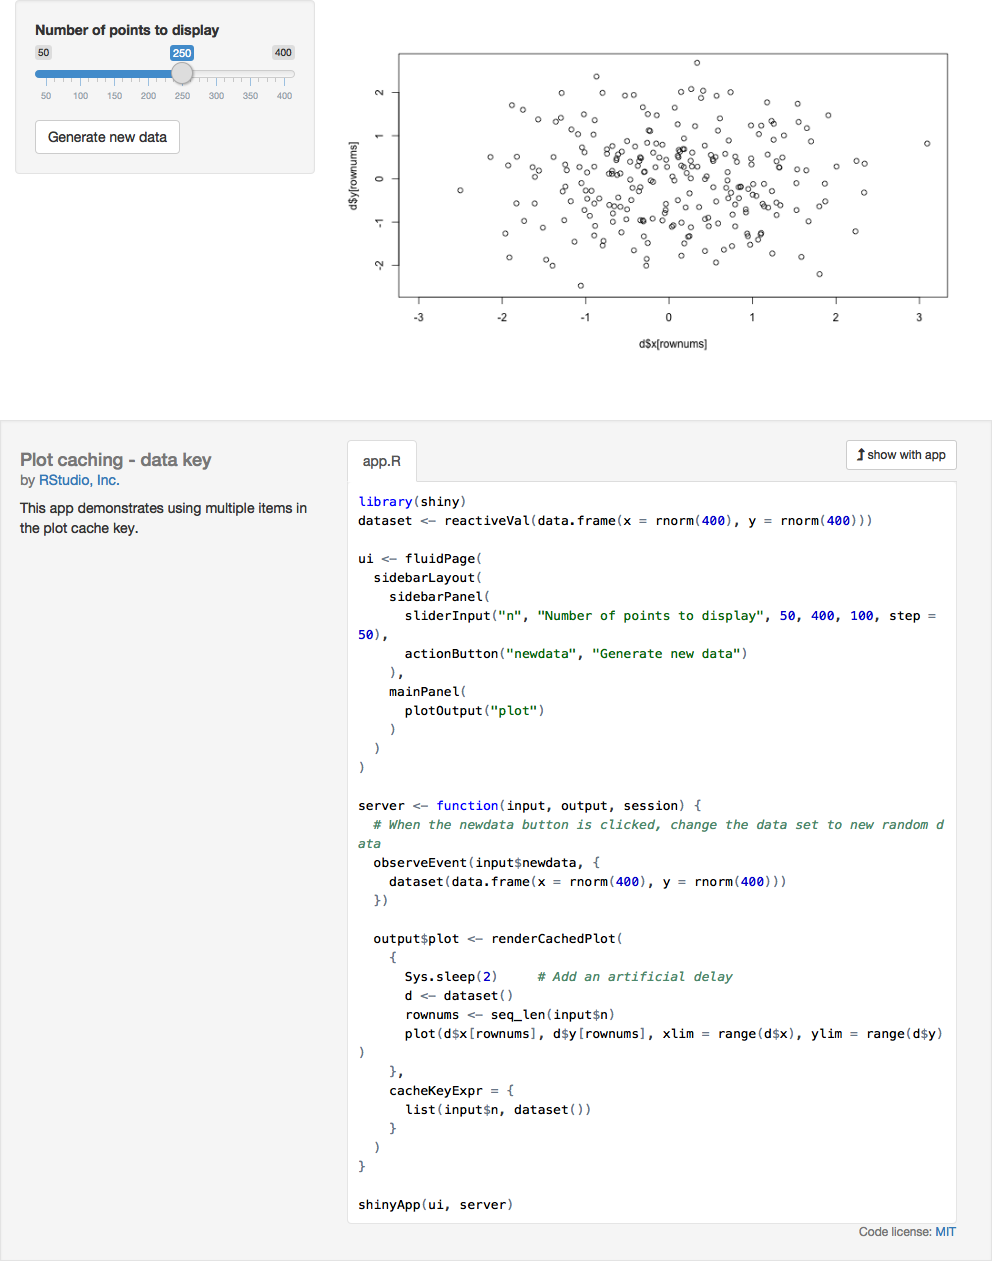 Number of points to display
50 250 400
50 100 150 200 250 300 350 400
Generate new data
d$y[rownums]
2
1
0
-1
-2
-3 -2 -1 0 1 2 3
d$x[rownums]
Plot caching - data key
by RStudio, Inc.
This app demonstrates using multiple items in
the plot cache key.
app.R
show with app
library(shiny)
dataset <- reactiveVal(data.frame(x = rnorm(400), y = rnorm(400)))
ui <- fluidPage(
  sidebarLayout(
    sidebarPanel(
      sliderInput("n", "Number of points to display", 50, 400, 100, step =
50),
      actionButton("newdata", "Generate new data")
    ),
    mainPanel(
      plotOutput("plot")
    )
  )
)
server <- function(input, output, session) {
  # When the newdata button is clicked, change the data set to new random d
ata
  observeEvent(input$newdata, {
    dataset(data.frame(x = rnorm(400), y = rnorm(400)))
  })
  output$plot <- renderCachedPlot(
    {
      Sys.sleep(2)     # Add an artificial delay
      d <- dataset()
      rownums <- seq_len(input$n)
      plot(d$x[rownums], d$y[rownums], xlim = range(d$x), ylim = range(d$y)
)
    },
    cacheKeyExpr = {
      list(input$n, dataset())
    }
  )
}
shinyApp(ui, server)
Code license: MIT